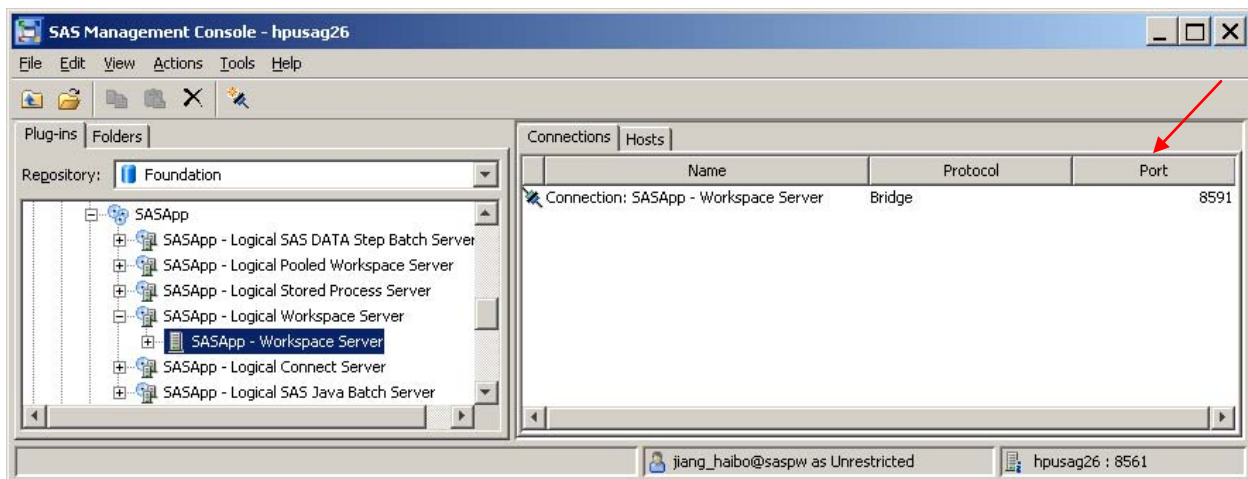 SAS Management Console - hpusag26
File Edit View Actions Tools Help
Plug-ins Folders
Repository: Foundation
SASApp
SASApp - Logical SAS DATA Step Batch Server
SASApp - Logical Pooled Workspace Server
SASApp - Logical Stored Process Server
SASApp - Logical Workspace Server
SASApp - Workspace Server
SASApp - Logical Connect Server
SASApp - Logical SAS Java Batch Server
Connections Hosts
Name Protocol Port
Connection: SASApp - Workspace Server Bridge 8591
jiang_haibo@saspw as Unrestricted hpusag26 : 8561